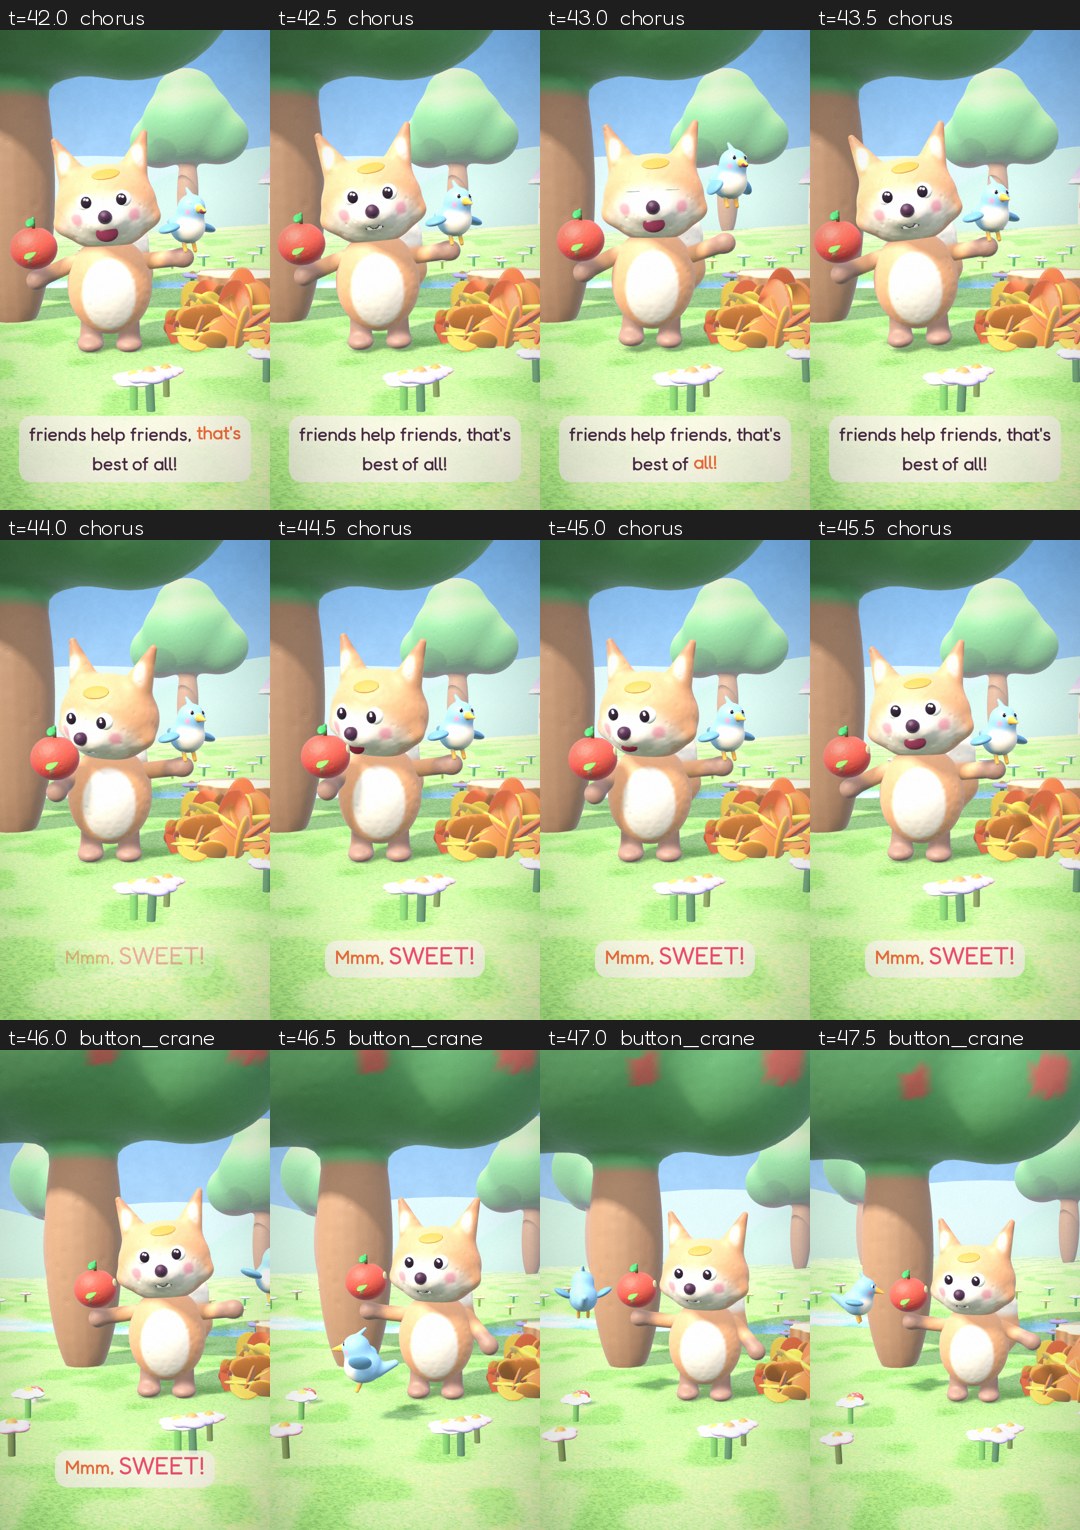 t=42.0 chorus
t=42.5 chorus
t=43.0 chorus
t=43.5 chorus
friends help friends, that's
best of all!
friends help friends, that's
best of all!
friends help friends, that's
best of all!
friends help friends, that's
best of all!
t=44.0 chorus
t=44.5 chorus
t=45.0 chorus
t=45.5 chorus
Mmm, SWEET!
Mmm, SWEET!
Mmm, SWEET!
Mmm, SWEET!
t=46.0 button_crane
t=46.5 button_crane
t=47.0 button_crane
t=47.5 button_crane
Mmm, SWEET!